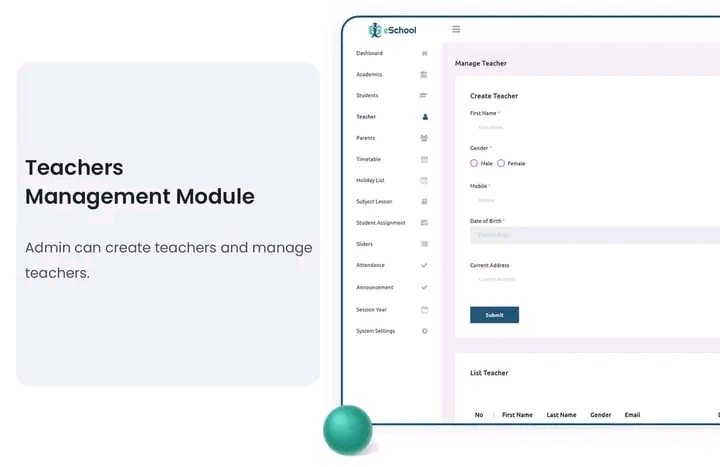 Teachers
Management Module
Admin can create teachers and manage
teachers.
eSchool
Dashboard
Academics
Students
Teacher
Parents
Timetable
Holiday List
Subject Lesson
Student Assignment
Sliders
Attendance
Announcement
Session Year
System Settings
Manage Teacher
Create Teacher
First Name *
First Name
Gender *
Male Female
Mobile *
Mobile
Date of Birth *
Date of Birth
Current Address
Current Address
Submit
List Teacher
No First Name Last Name Gender Email